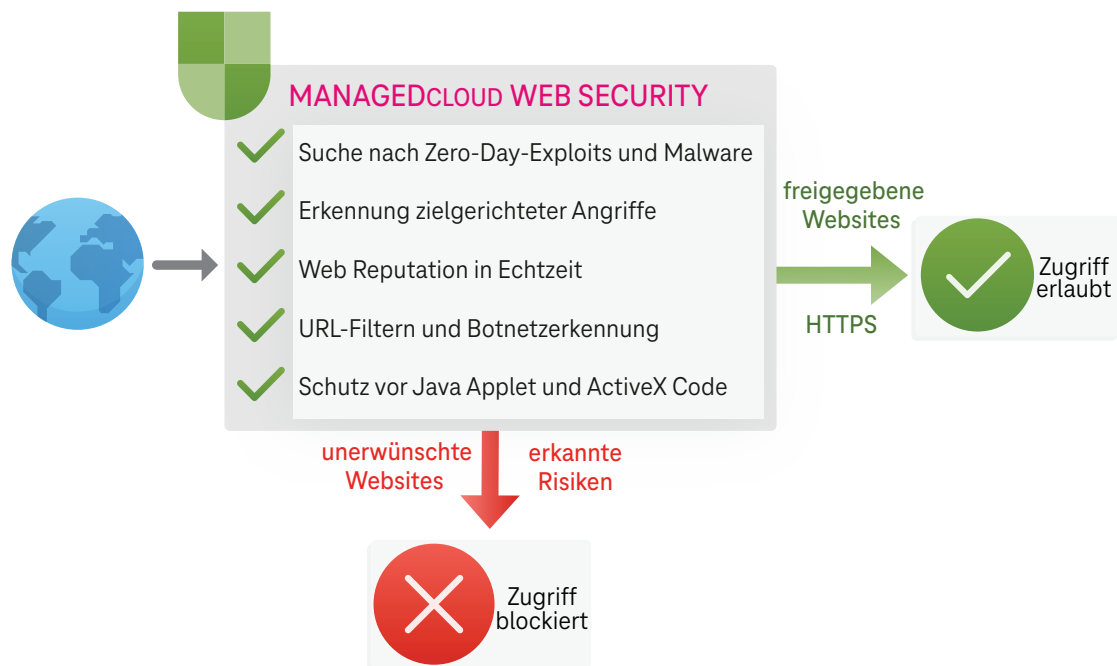 MANAGEDCLOUD WEB SECURITY
Suche nach Zero-Day-Exploits und Malware
Erkennung zielgerichteter Angriffe
Web Reputation in Echtzeit
URL-Filtern und Botnetzerkennung
Schutz vor Java Applet und ActiveX Code
freigegebene
Websites
HTTPS
Zugriff
erlaubt
unerwünschte
Websites
erkannte
Risiken
Zugriff
blockiert